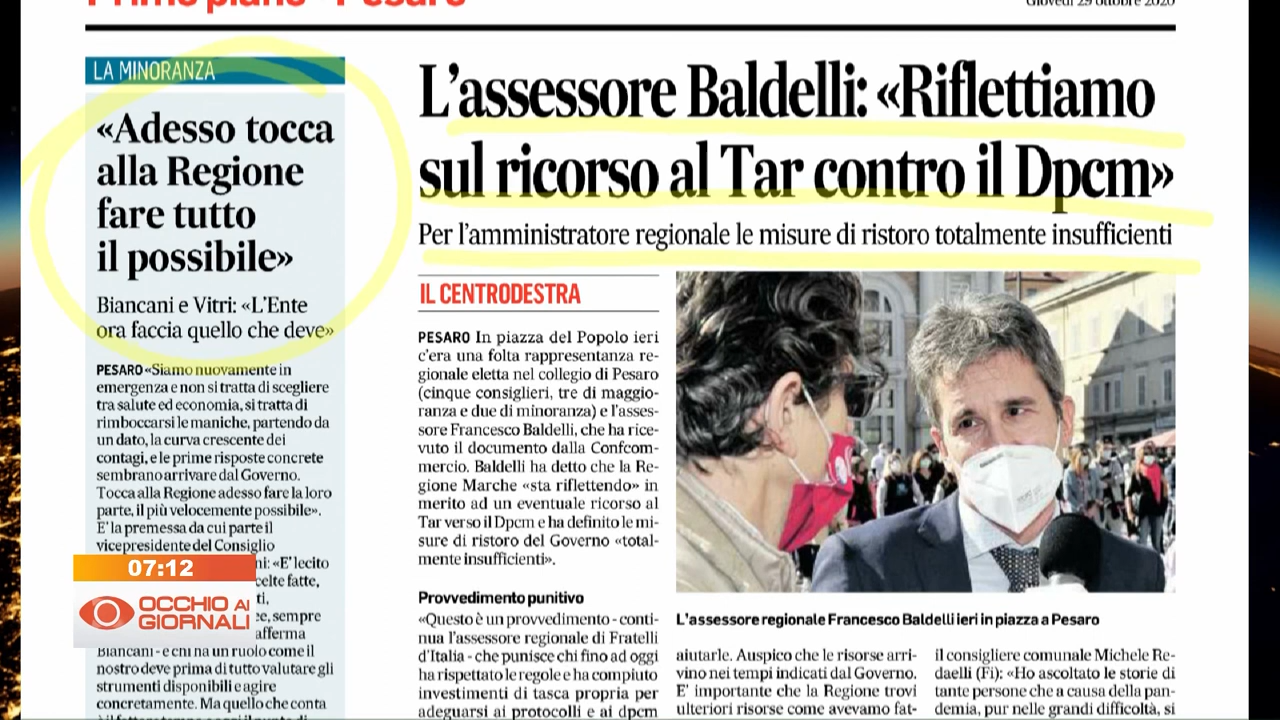 Primo piano Pesaro
Giovedì 29 ottobre 2020
LA MINORANZA
«Adesso tocca
alla Regione
fare tutto
il possibile»
Biancani e Vitri: «L'Ente
ora faccia quello che deve»
PESARO «Siamo nuovamente in
emergenza e non si tratta di scegliere
tra salute ed economia, si tratta di
rimboccarsi le maniche, partendo da
un dato, la curva crescente dei
contagi, e le prime risposte concrete
sembrano arrivare dal Governo.
Tocca alla Regione adesso fare la loro
parte, il più velocemente possibile».
E' la premessa da cui parte il
vicepresidente del Consiglio
ni: «E' lecito
celte fatte,
ti,
ce, sempre
afferma
Biancani - e chi ha un ruolo come il
nostro deve prima di tutto valutare gli
strumenti disponibili e agire
concretamente. Ma quello che conta
07:12
OCCHIO AI
GIORNALI
L'assessore Baldelli: «Riflettiamo
sul ricorso al Tar contro il Dpcm»
Per l'amministratore regionale le misure di ristoro totalmente insufficienti
IL CENTRODESTRA
PESARO In piazza del Popolo ieri
c'era una folta rappresentanza re-
gionale eletta nel collegio di Pesaro
(cinque consiglieri, tre di maggio-
ranza e due di minoranza) e l'asses-
sore Francesco Baldelli, che ha rice-
vuto il documento dalla Confcom-
mercio. Baldelli ha detto che la Re-
gione Marche «sta riflettendo» in
merito ad un eventuale ricorso al
Tar verso il Dpcm e ha definito le mi-
sure di ristoro del Governo «total-
mente insufficienti».
Provvedimento punitivo
«Questo è un provvedimento - conti-
nua l'assessore regionale di Fratelli
d'Italia - che punisce chi fino ad oggi
ha rispettato le regole e ha compiuto
investimenti di tasca propria per
adeguarsi ai protocolli e ai dpcm
L'assessore regionale Francesco Baldelli ieri in piazza a Pesaro
aiutarle. Auspico che le risorse arri-
vino nei tempi indicati dal Governo.
E' importante che la Regione trovi
ulteriori risorse come avevamo fat-
il consigliere comunale Michele Re-
daelli (Fi): «Ho ascoltato le storie di
tante persone che a causa della pan-
demia, pur nelle grandi difficoltà, si